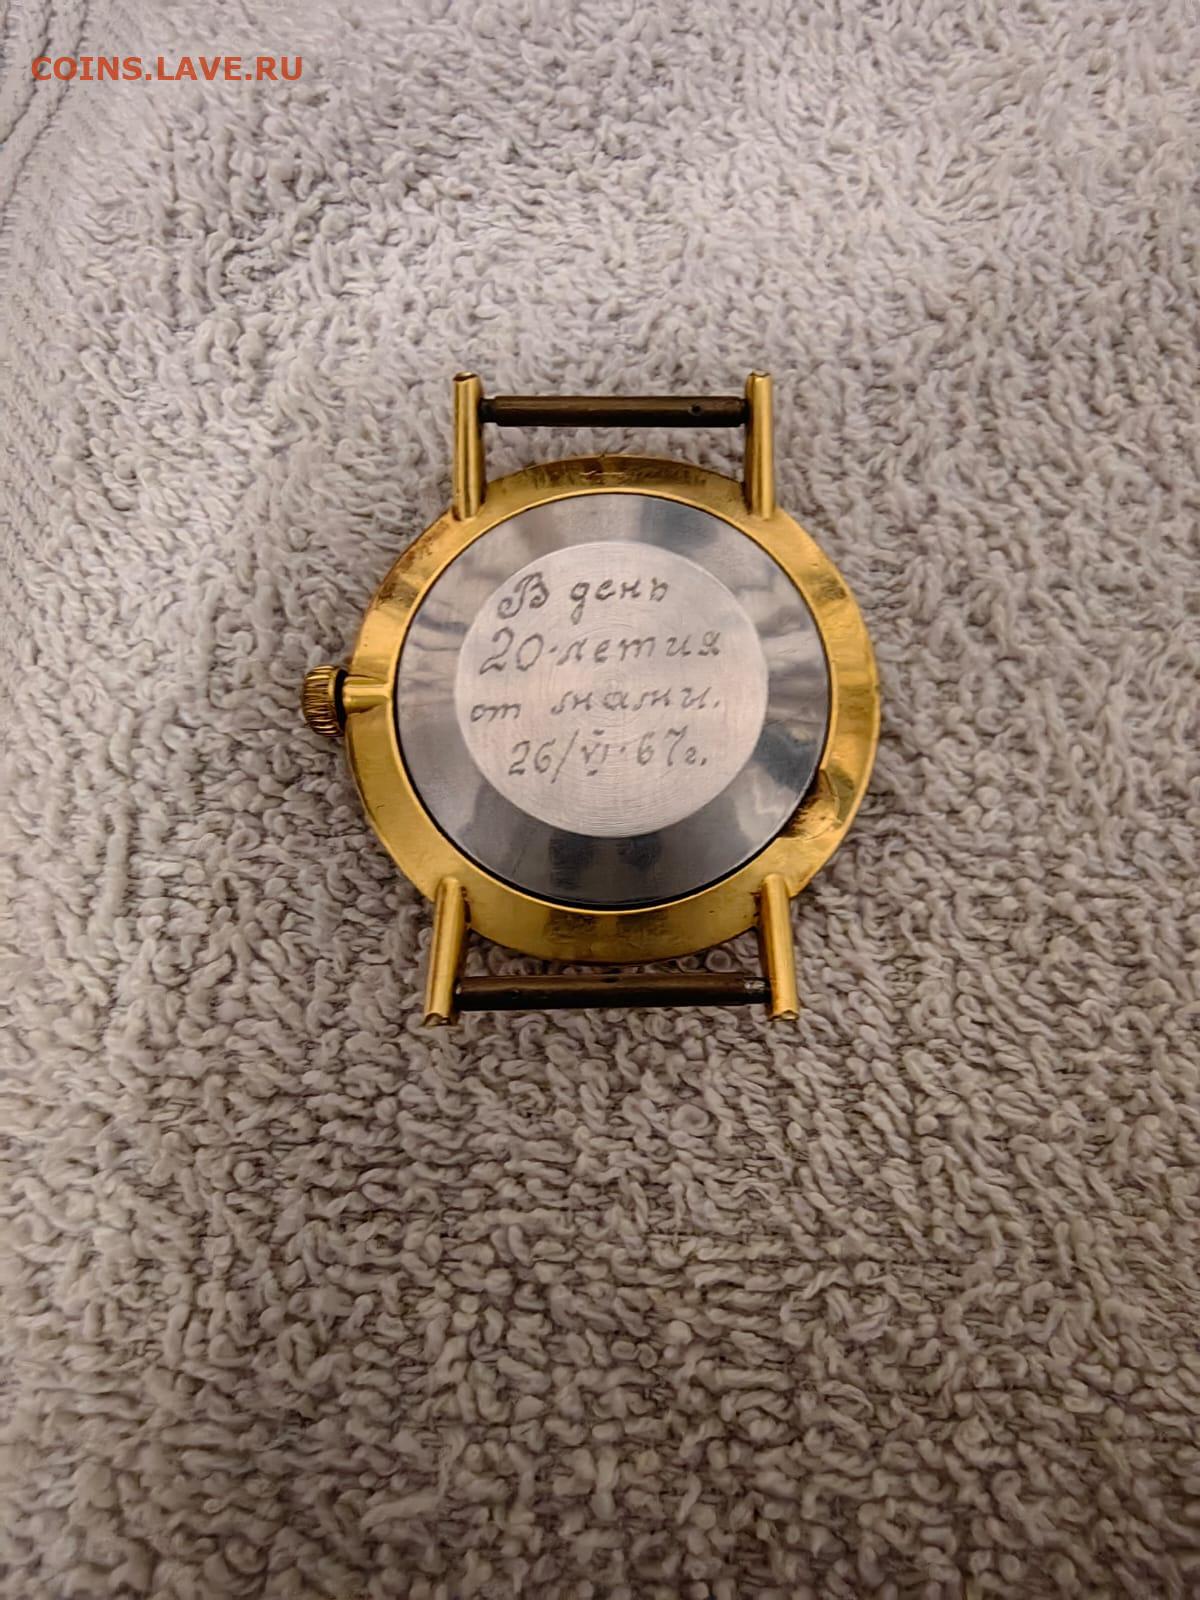 COINS.LAVE.RU
В день
20-летия
от мамы.
26/VI·67г.